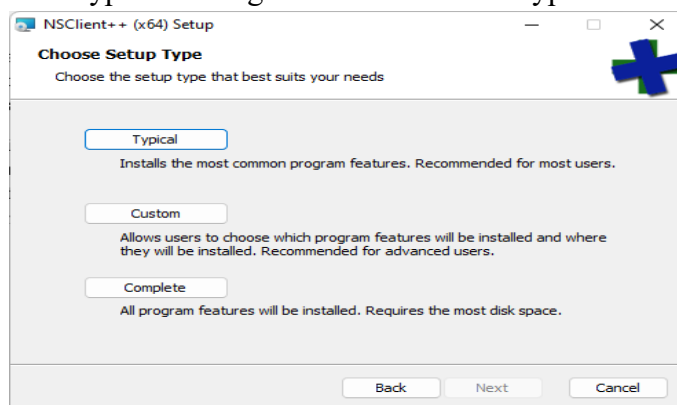 NSClient++ (x64) Setup
Choose Setup Type
Choose the setup type that best suits your needs
Typical
Installs the most common program features. Recommended for most users.
Custom
Allows users to choose which program features will be installed and where
they will be installed. Recommended for advanced users.
Complete
All program features will be installed. Requires the most disk space.
Back Next Cancel